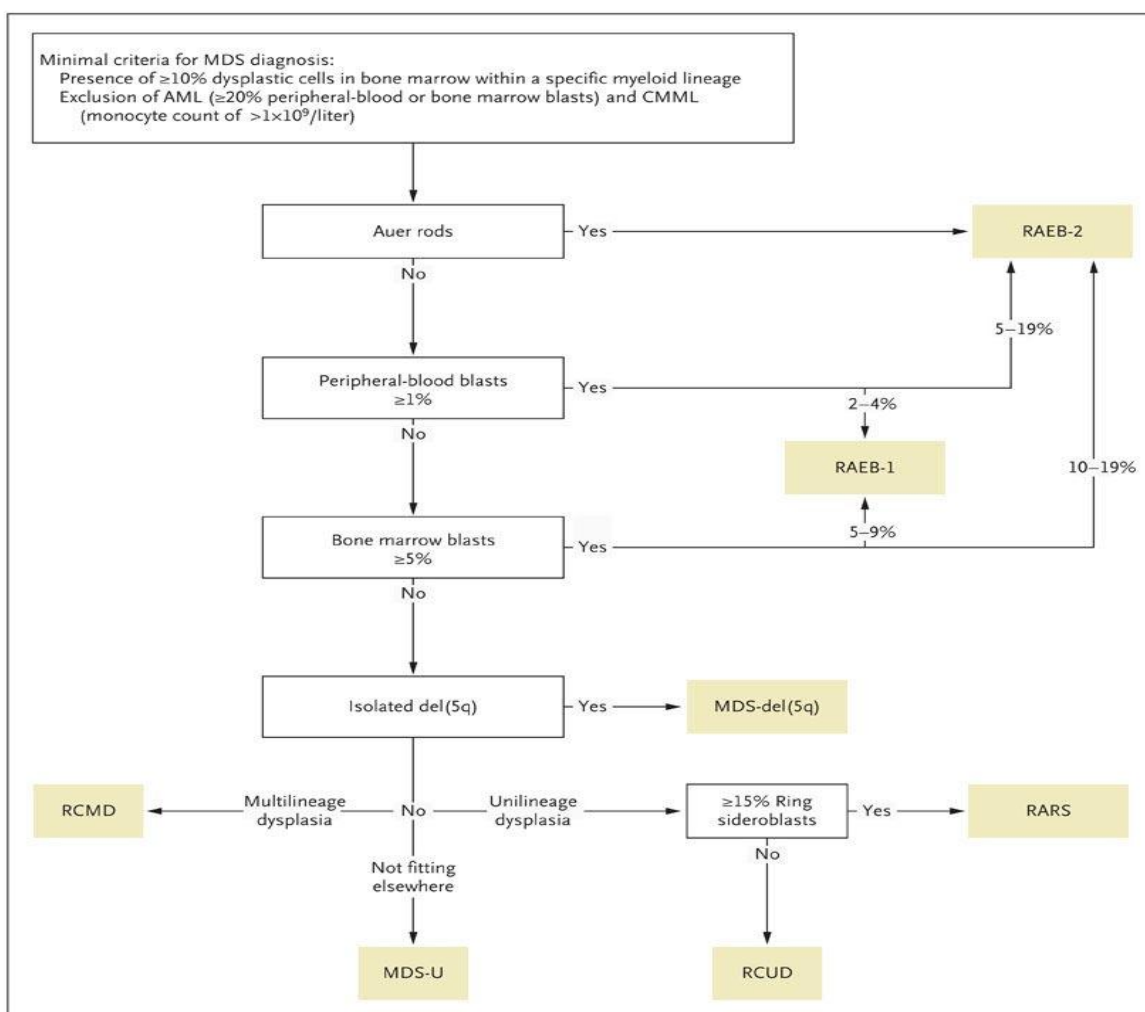 Minimal criteria for MDS diagnosis:
Presence of ≥10% dysplastic cells in bone marrow within a specific myeloid lineage
Exclusion of AML (≥20% peripheral-blood or bone marrow blasts) and CMML
(monocyte count of >1×10⁹/liter)
Auer rods
Yes
RAEB-2
No
5–19%
Peripheral-blood blasts
≥1%
Yes
2–4%
No
RAEB-1
10–19%
Bone marrow blasts
≥5%
Yes
5–9%
No
Isolated del(5q)
Yes
MDS-del(5q)
RCMD
Multilineage
dysplasia
No
Unilineage
dysplasia
≥15% Ring
sideroblasts
Yes
RARS
No
Not fitting
elsewhere
MDS-U
RCUD